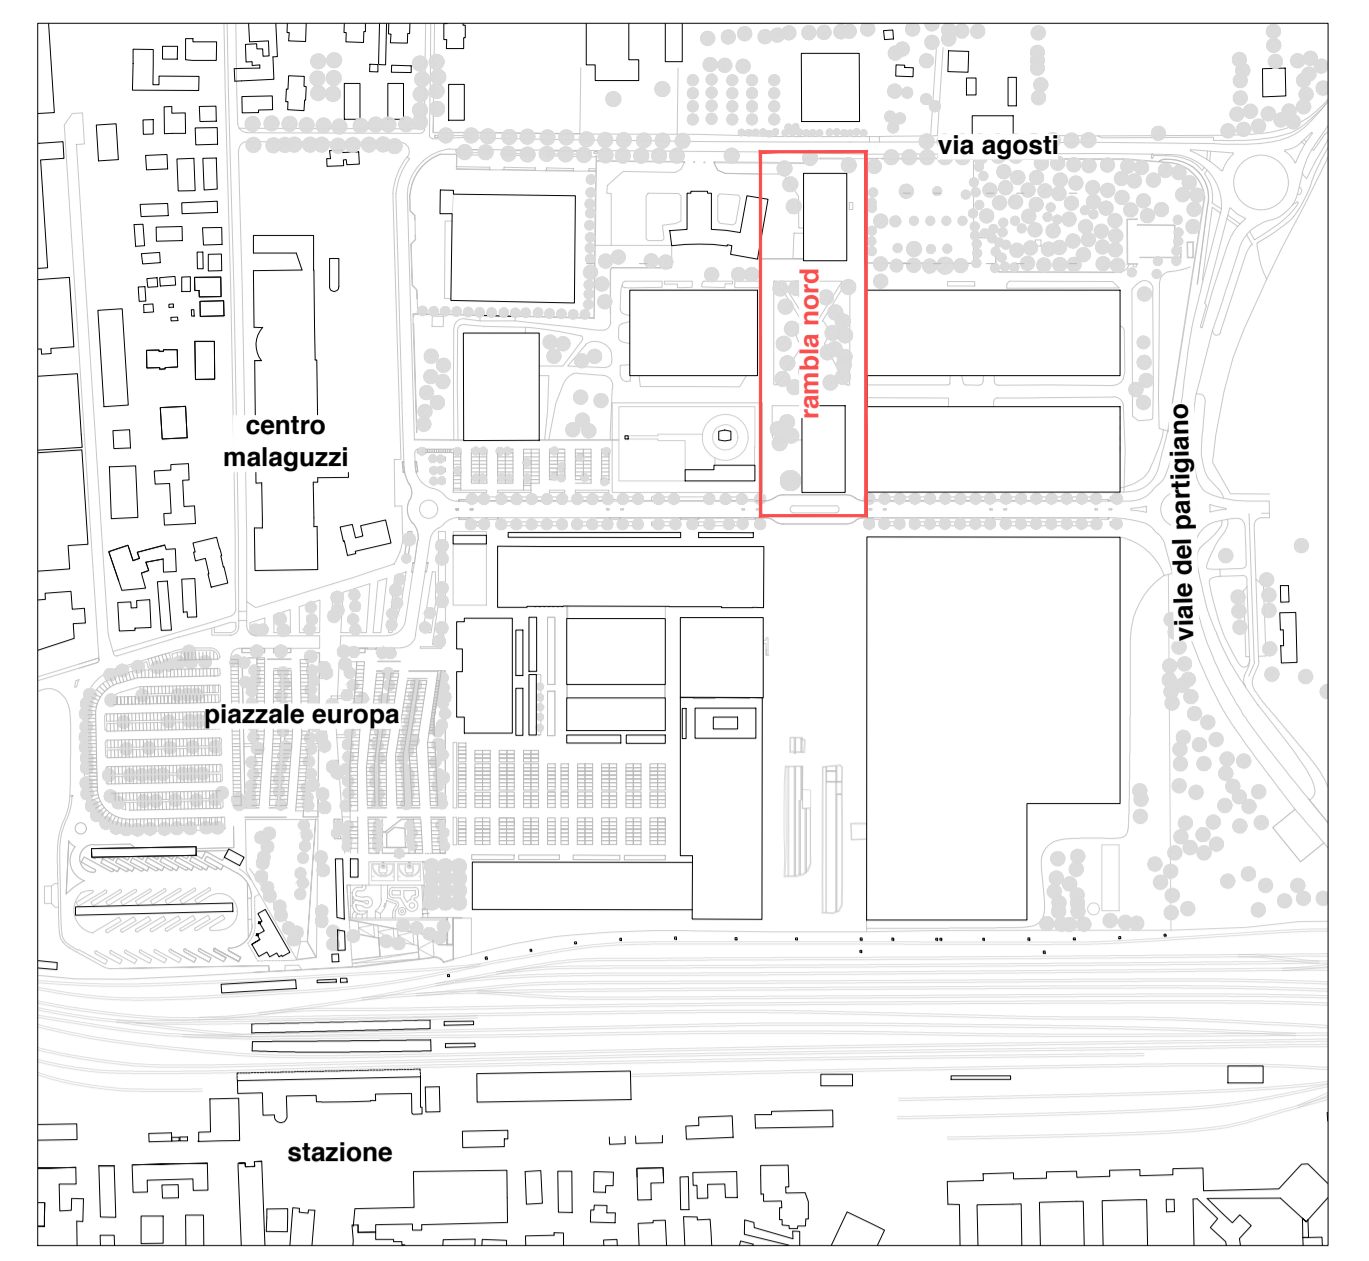 via agosti
rambla nord
centro
malaguzzi
viale del partigiano
piazzale europa
stazione